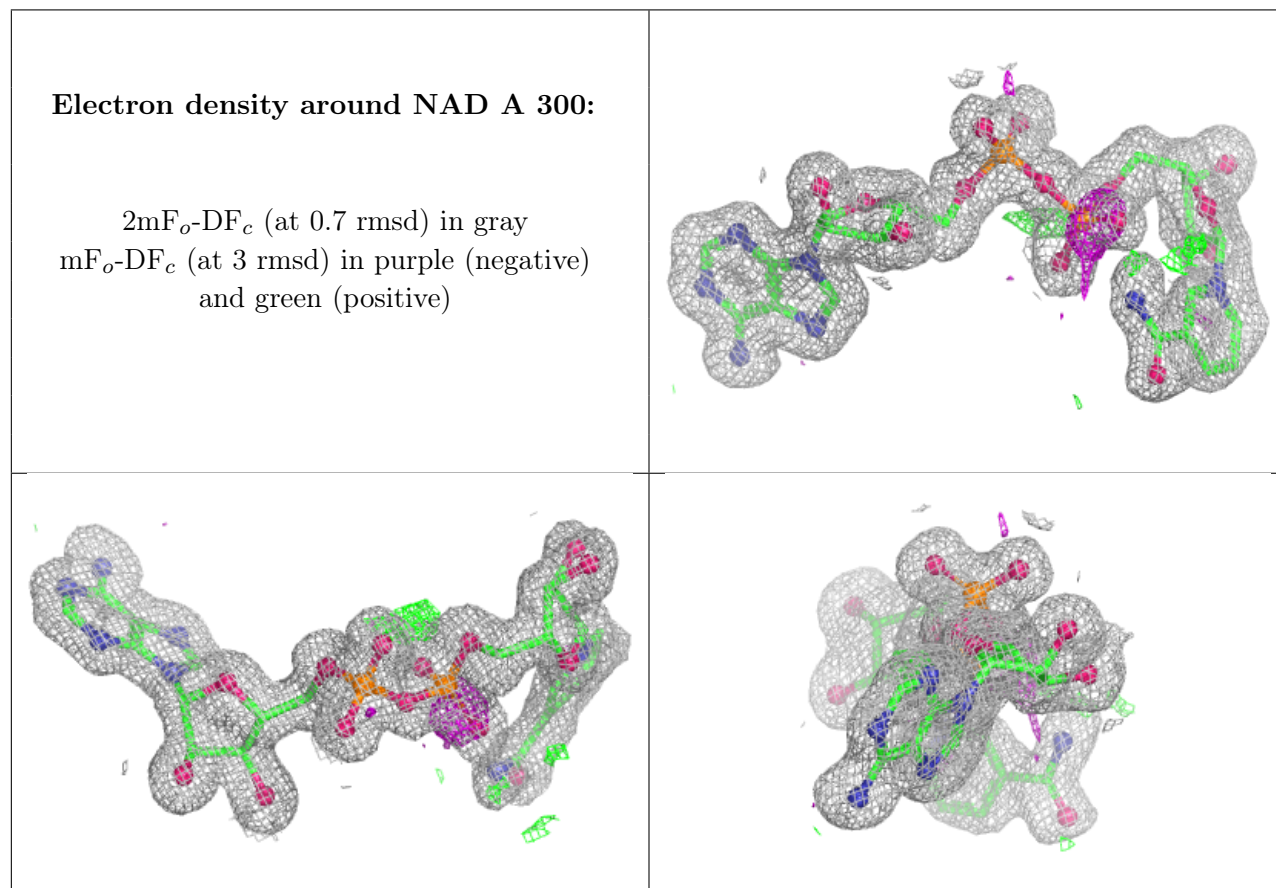 Electron density around NAD A 300:
2mFo-DFc (at 0.7 rmsd) in gray
mFo-DFc (at 3 rmsd) in purple (negative)
and green (positive)